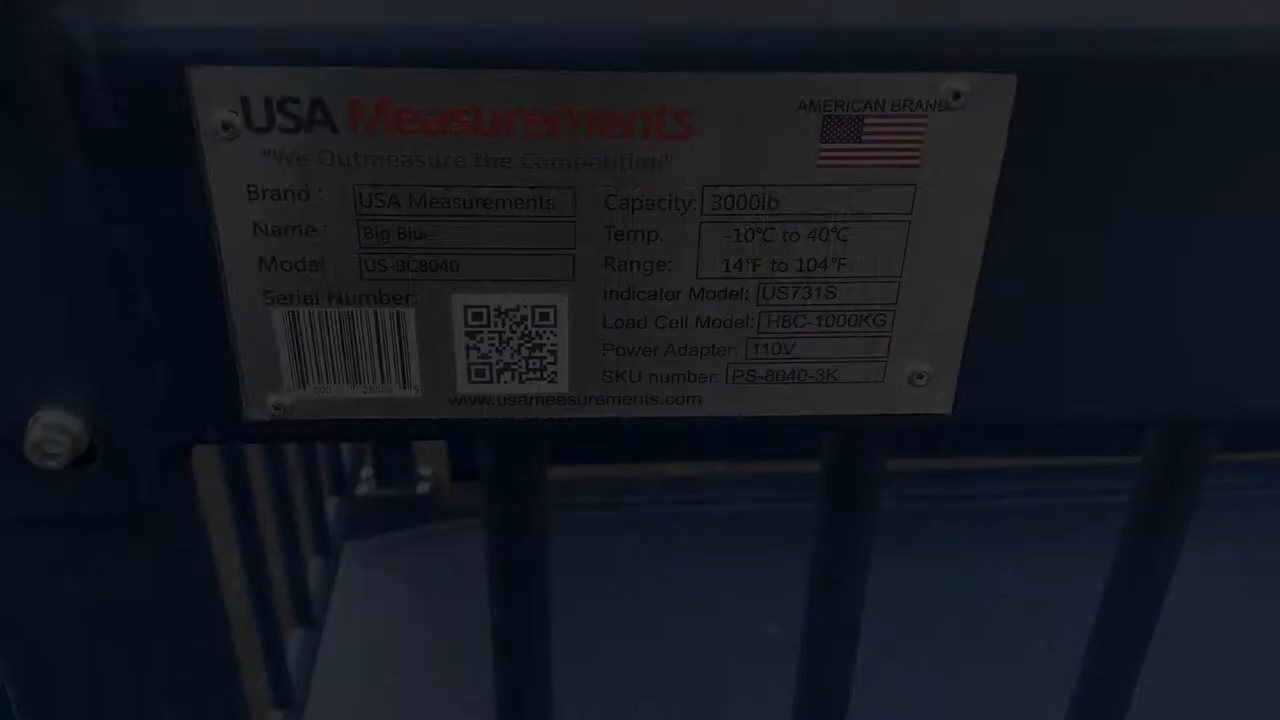 USA Measurements
AMERICAN BRAND
"We Outmeasure the Competition"
Brand : USA Measurements
Name : Big Blue
Model US-BC8040
Serial Number:
Capacity: 3000lb
Temp. Range: -10°C to 40°C
14°F to 104°F
Indicator Model: US731S
Load Cell Model: H8C-1000KG
Power Adapter: 110V
SKU number: PS-8040-3K
www.usameasurements.com